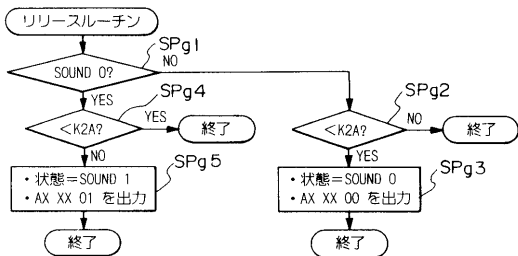 リリースルーチン
SPg1
SOUND 0?
NO
YES
SPg4
<K2A?
YES
終了
NO
SPg5
・状態=SOUND 1
・AX XX 01 を出力
終了
SPg2
<K2A?
NO
終了
YES
SPg3
・状態=SOUND 0
・AX XX 00 を出力
終了